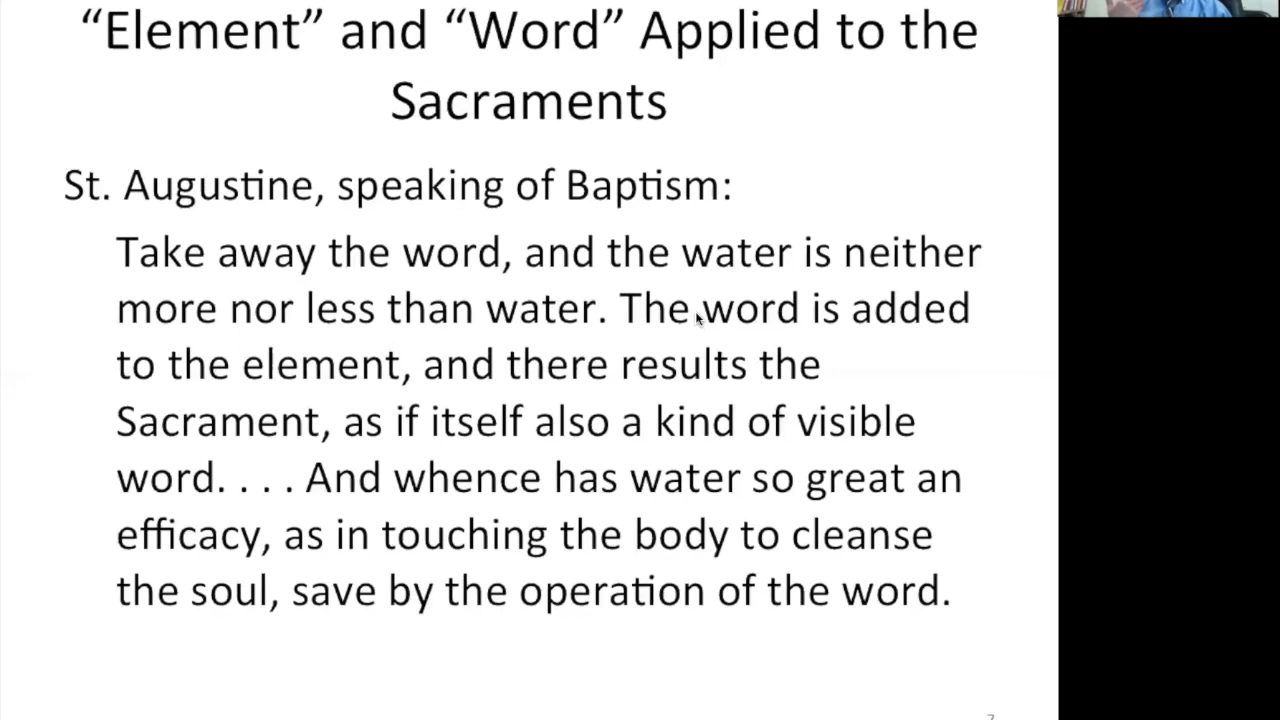 “Element” and “Word” Applied to the
Sacraments
St. Augustine, speaking of Baptism:
Take away the word, and the water is neither
more nor less than water. The word is added
to the element, and there results the
Sacrament, as if itself also a kind of visible
word. . . . And whence has water so great an
efficacy, as in touching the body to cleanse
the soul, save by the operation of the word.